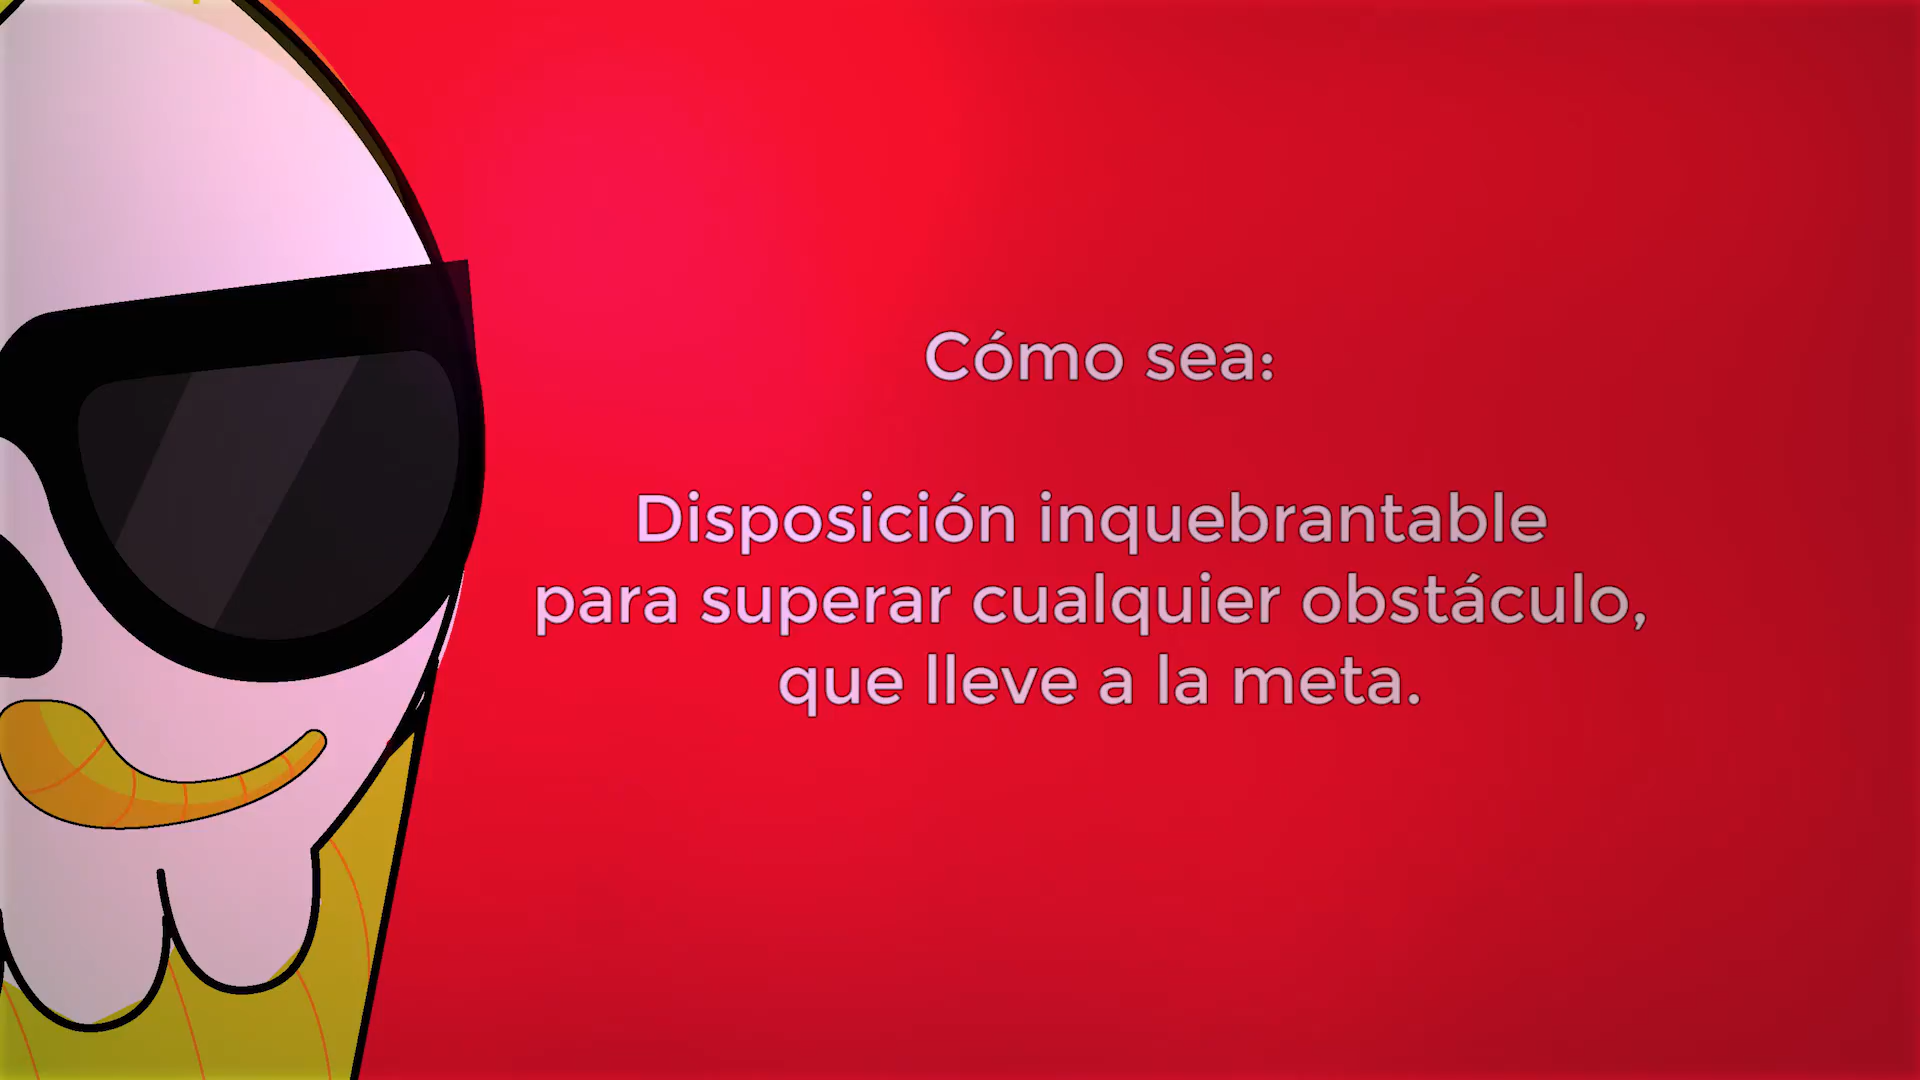 Cómo sea:
Disposición inquebrantable
para superar cualquier obstáculo,
que lleve a la meta.